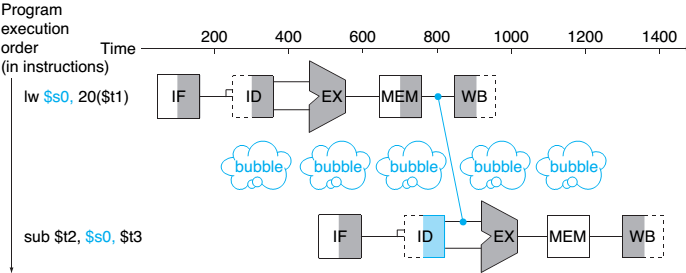 Program
execution
order
(in instructions)
Time
200 400 600 800 1000 1200 1400
lw $s0, 20($t1)
IF ID EX MEM WB
bubble bubble bubble bubble bubble
sub $t2, $s0, $t3
IF ID EX MEM WB